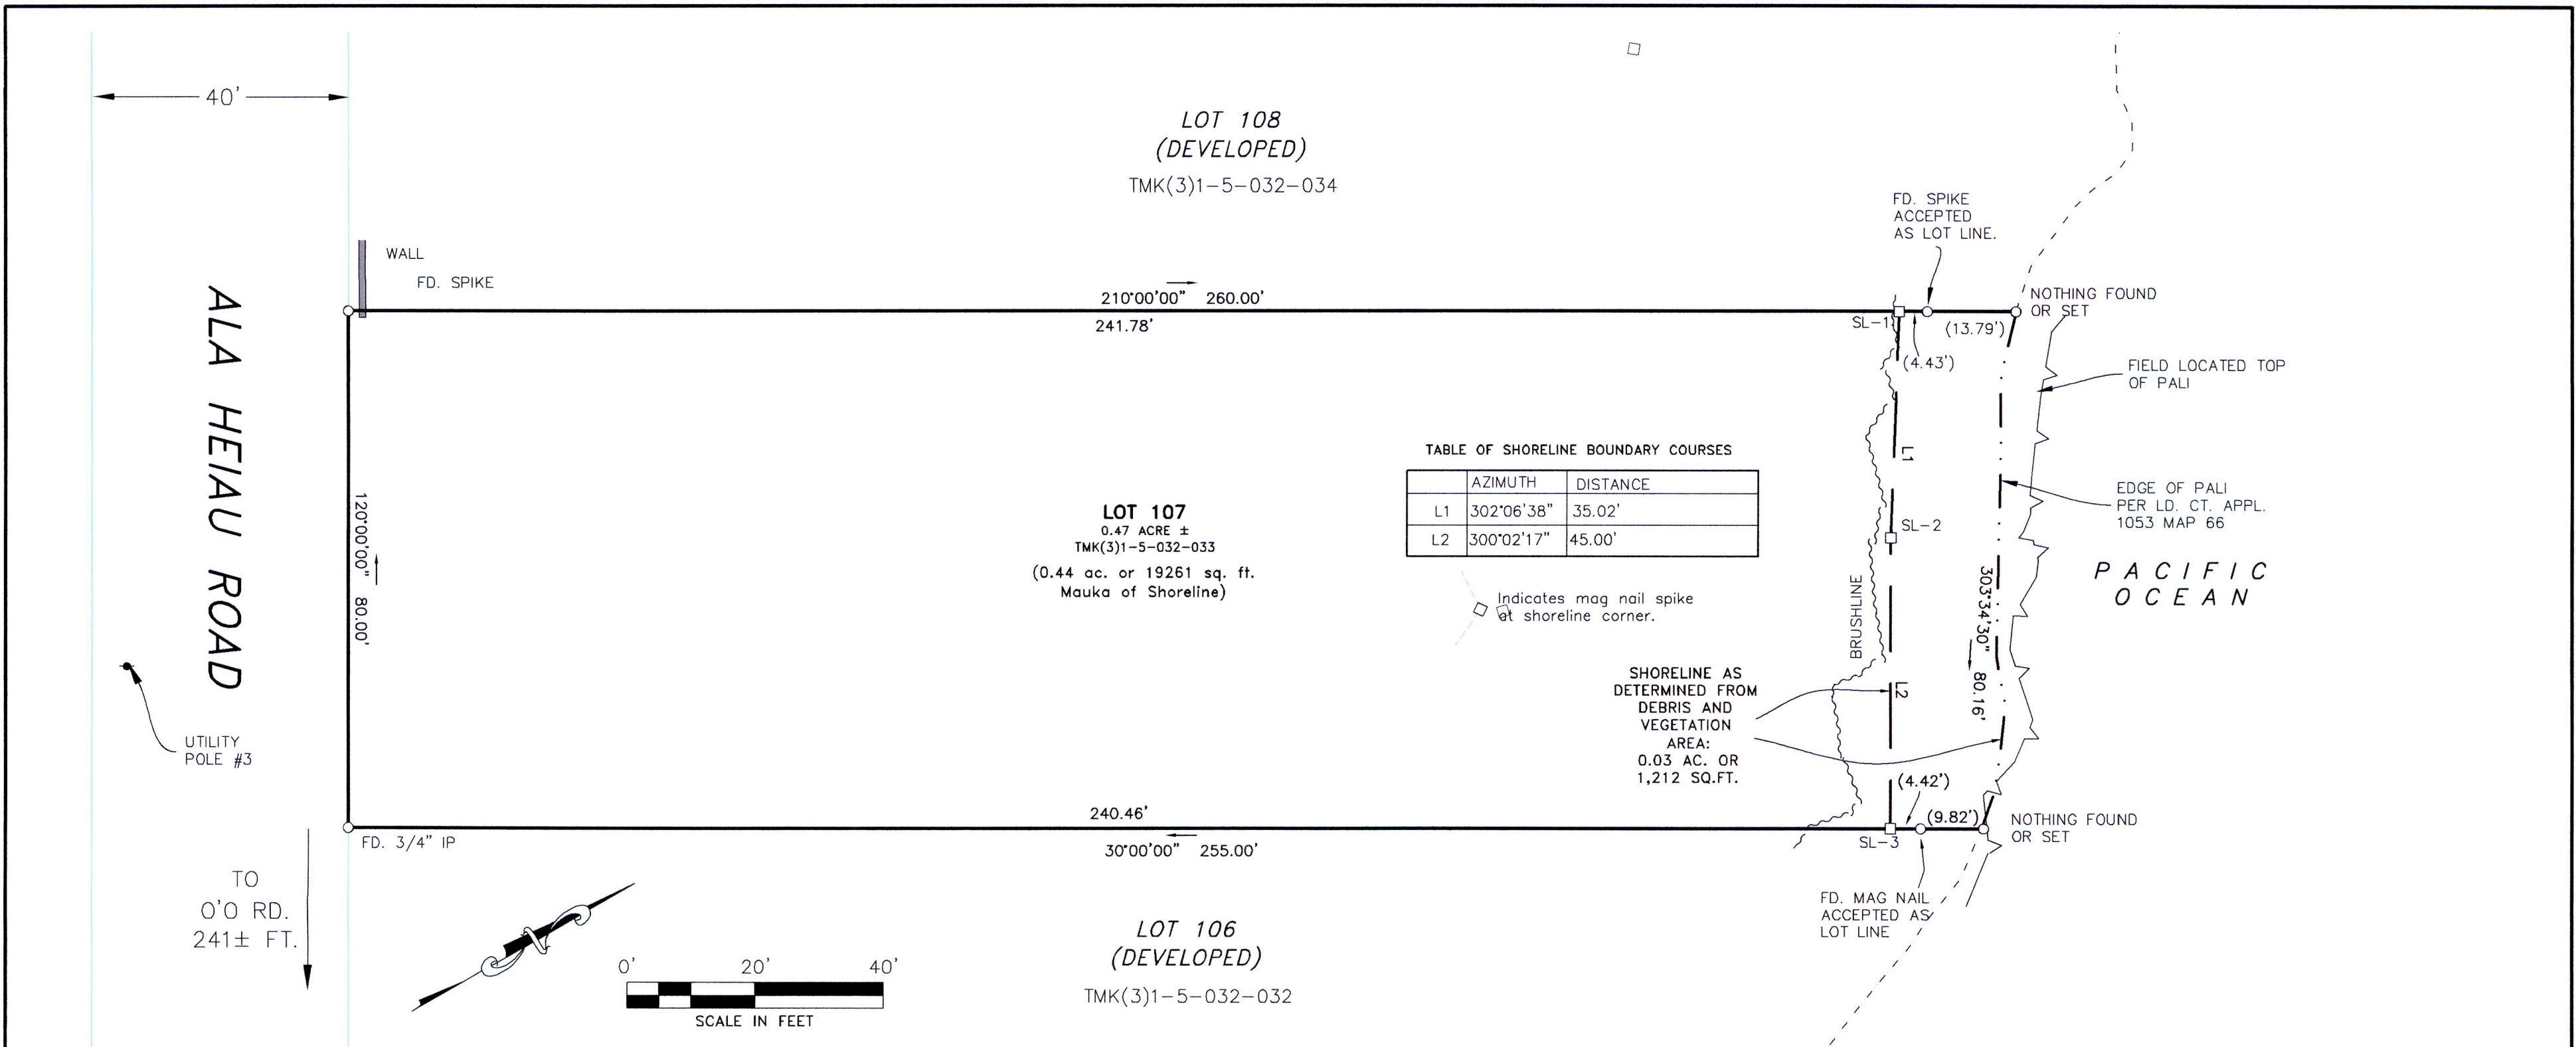 40'
LOT 108
(DEVELOPED)
TMK(3)1-5-032-034
FD. SPIKE
ACCEPTED
AS LOT LINE.
WALL
FD. SPIKE
210°00'00" 260.00'
241.78'
SL-1
(4.43')
(13.79')
NOTHING FOUND
OR SET
FIELD LOCATED TOP
OF PALI
ALA HEIAU ROAD
120°00'00" 80.00'
LOT 107
0.47 ACRE ±
TMK(3)1-5-032-033
(0.44 ac. or 19261 sq. ft.
Mauka of Shoreline)
TABLE OF SHORELINE BOUNDARY COURSES
AZIMUTH DISTANCE
L1 302°06'38" 35.02'
L2 300°02'17" 45.00'
Indicates mag nail spike
at shoreline corner.
L1
SL-2
BRUSHLINE
L2
EDGE OF PALI
PER LD. CT. APPL.
1053 MAP 66
PACIFIC
OCEAN
303°34'30" 80.16'
SHORELINE AS
DETERMINED FROM
DEBRIS AND
VEGETATION
AREA:
0.03 AC. OR
1,212 SQ.FT.
UTILITY
POLE #3
(4.42')
(9.82')
NOTHING FOUND
OR SET
240.46'
30°00'00" 255.00'
FD. 3/4" IP
SL-3
TO
O'O RD.
241± FT.
FD. MAG NAIL
ACCEPTED AS
LOT LINE
LOT 106
(DEVELOPED)
TMK(3)1-5-032-032
N
0' 20' 40'
SCALE IN FEET